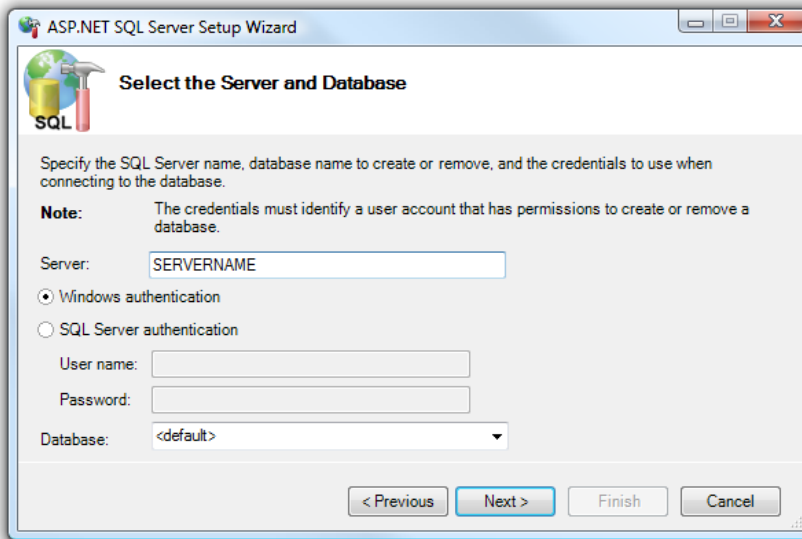 ASP.NET SQL Server Setup Wizard
SQL
Select the Server and Database
Specify the SQL Server name, database name to create or remove, and the credentials to use when
connecting to the database.
Note: The credentials must identify a user account that has permissions to create or remove a
database.
Server: SERVERNAME
Windows authentication
SQL Server authentication
User name:
Password:
Database: <default>
< Previous Next > Finish Cancel